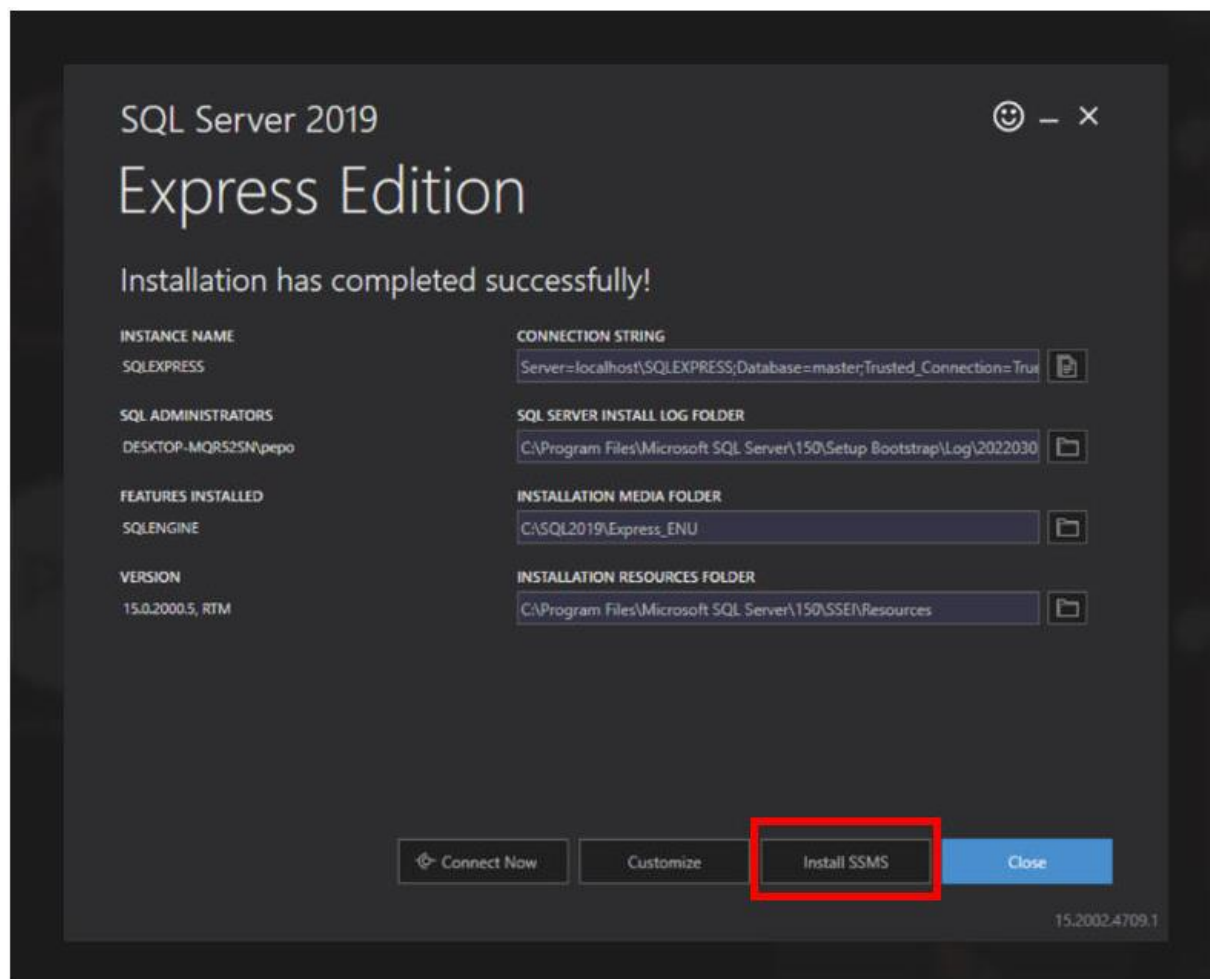 SQL Server 2019
Express Edition
Installation has completed successfully!
INSTANCE NAME
SQLEXPRESS
CONNECTION STRING
Server=localhost\SQLEXPRESS;Database=master;Trusted_Connection=True
SQL ADMINISTRATORS
DESKTOP-MQR52SN\pepo
SQL SERVER INSTALL LOG FOLDER
C:\Program Files\Microsoft SQL Server\150\Setup Bootstrap\Log\2022030
FEATURES INSTALLED
SQLENGINE
INSTALLATION MEDIA FOLDER
C:\SQL2019\Express_ENU
VERSION
15.0.2000.5, RTM
INSTALLATION RESOURCES FOLDER
C:\Program Files\Microsoft SQL Server\150\SSEI\Resources
Connect Now
Customize
Install SSMS
Close
15.2002.4709.1